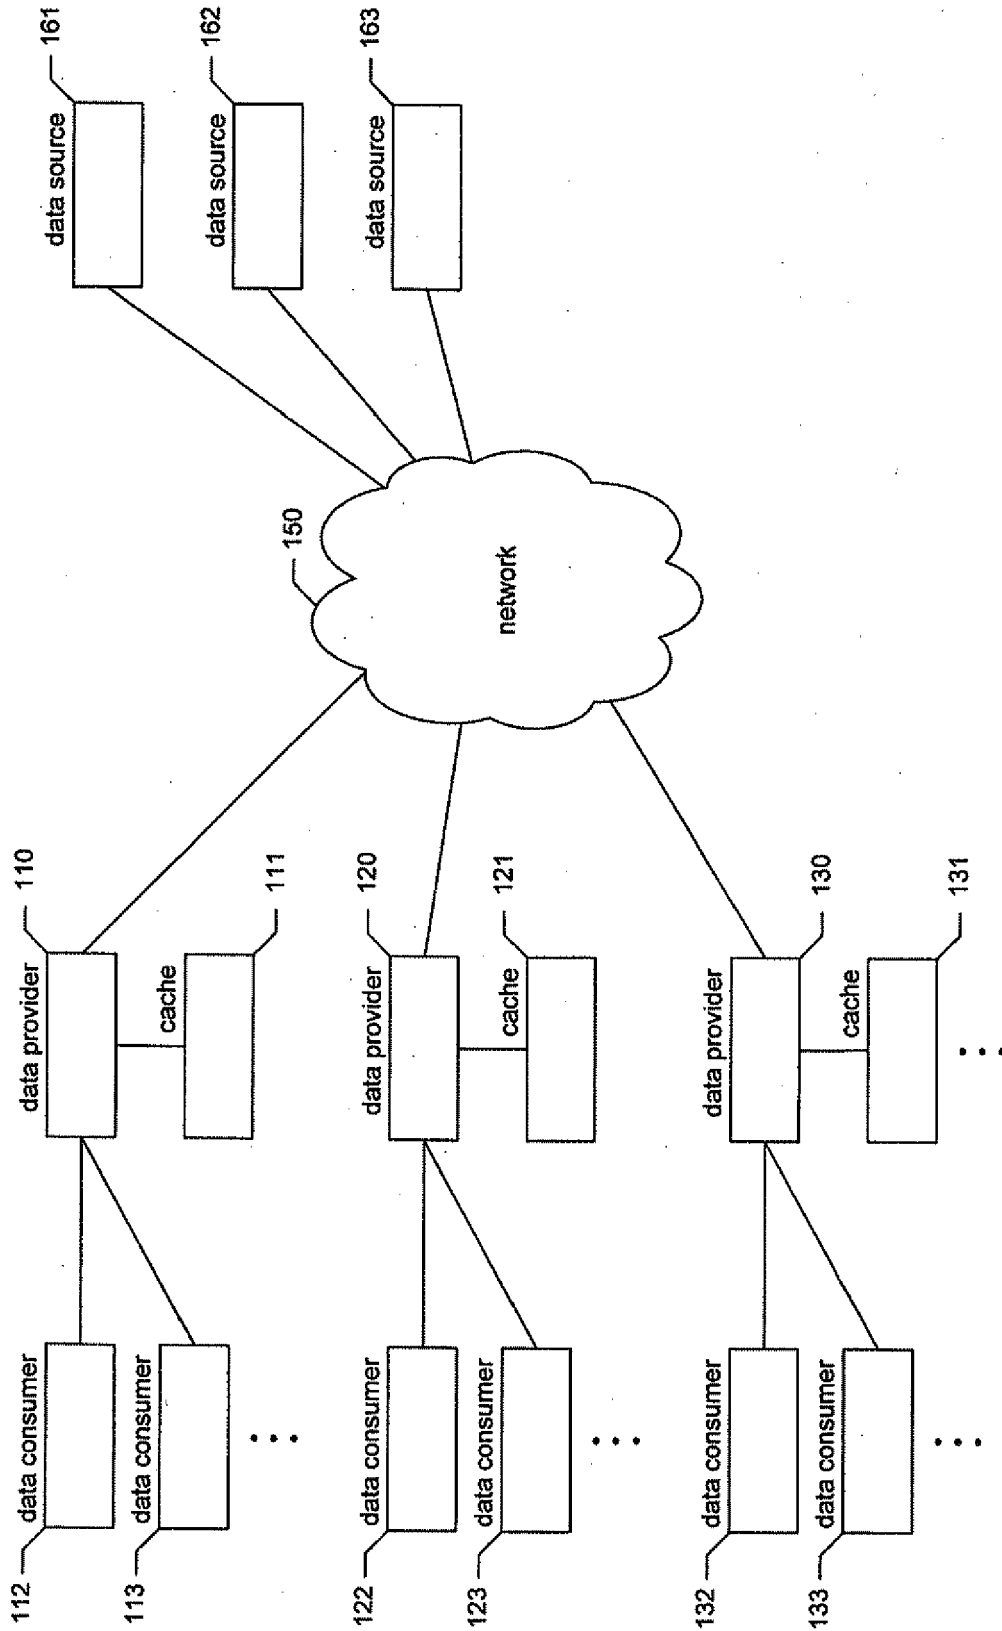 112
data consumer
113
data consumer
• • •
110
data provider
cache
111
122
data consumer
123
data consumer
• • •
120
data provider
cache
121
132
data consumer
133
data consumer
• • •
130
data provider
cache
131
• • •
150
network
161
data source
162
data source
163
data source